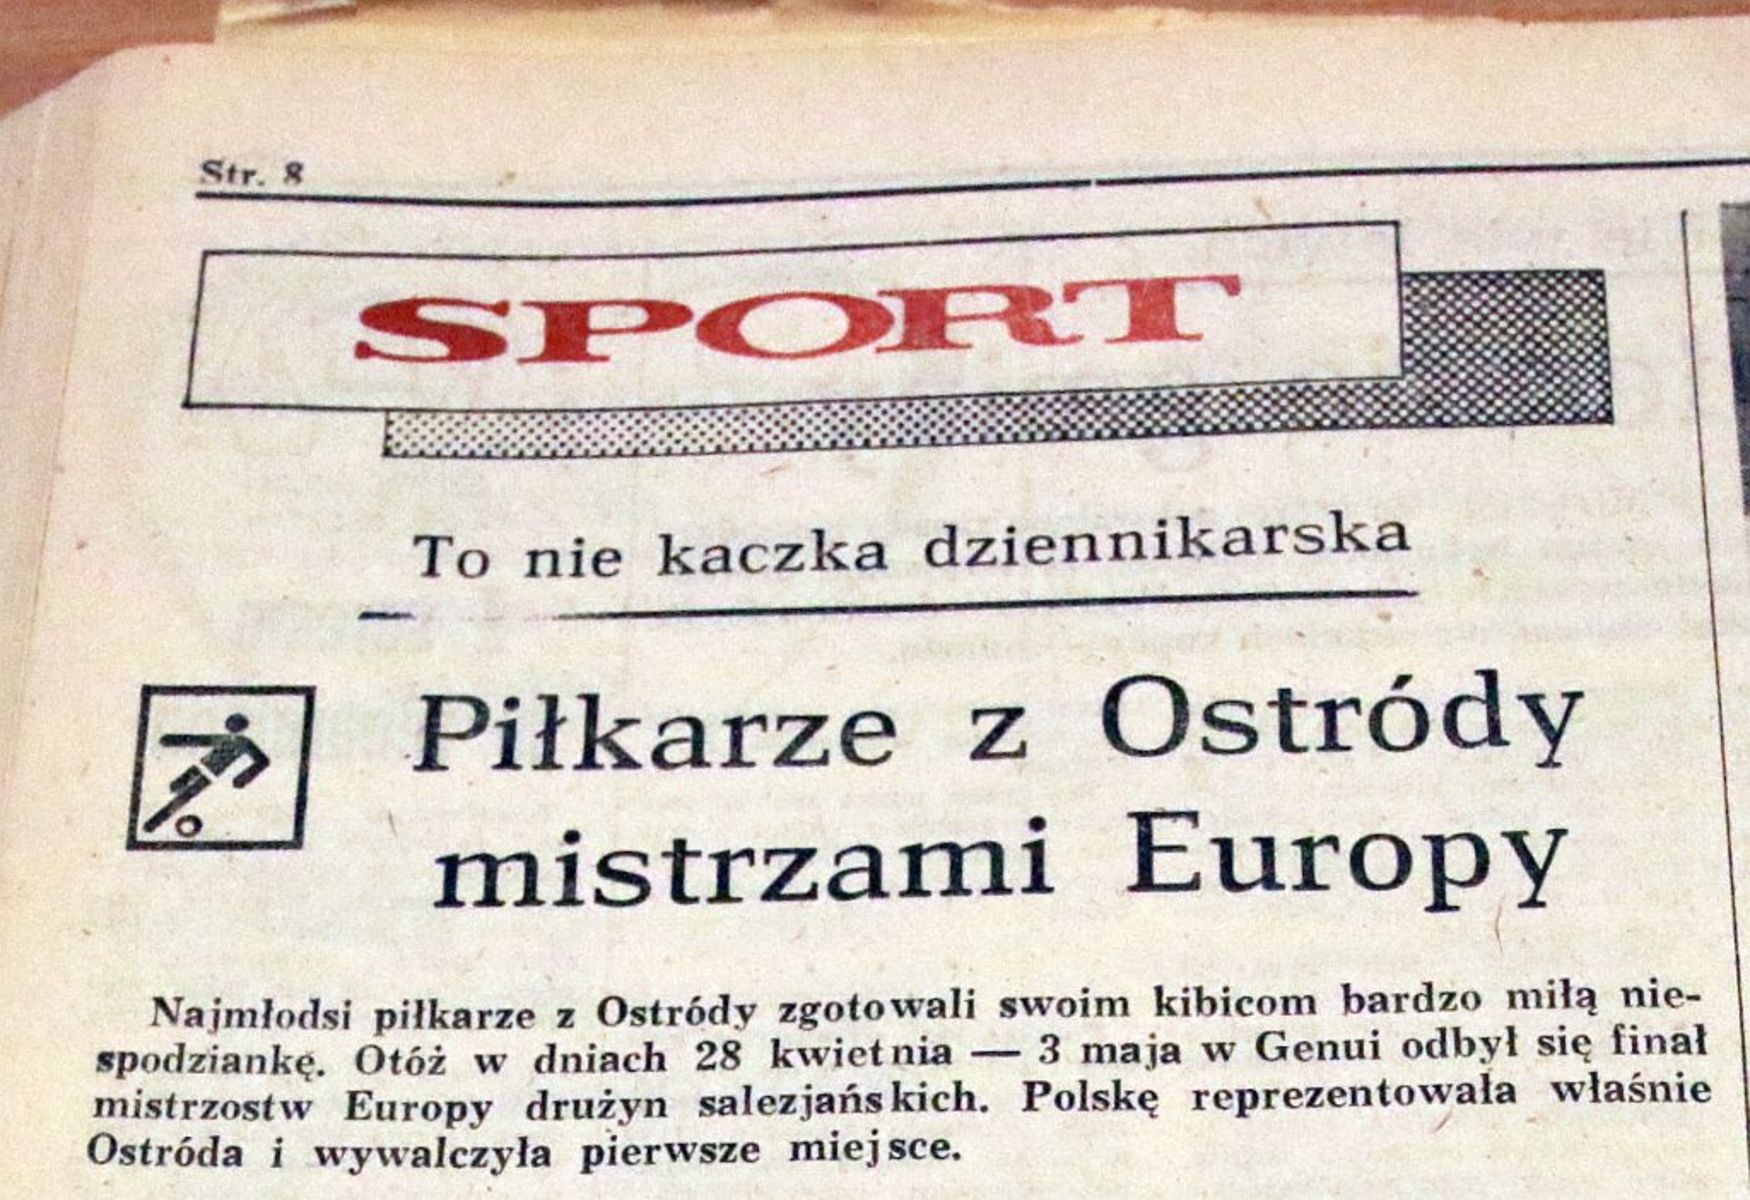 Str. 8
SPORT
To nie kaczka dziennikarska
Piłkarze z Ostródy
mistrzami Europy
Najmłodsi piłkarze z Ostródy zgotowali swoim kibicom bardzo miłą nie-
spodziankę. Otóż w dniach 28 kwietnia — 3 maja w Genui odbył się finał
mistrzostw Europy drużyn salezjańskich. Polskę reprezentowała właśnie
Ostróda i wywalczyła pierwsze miejsce.